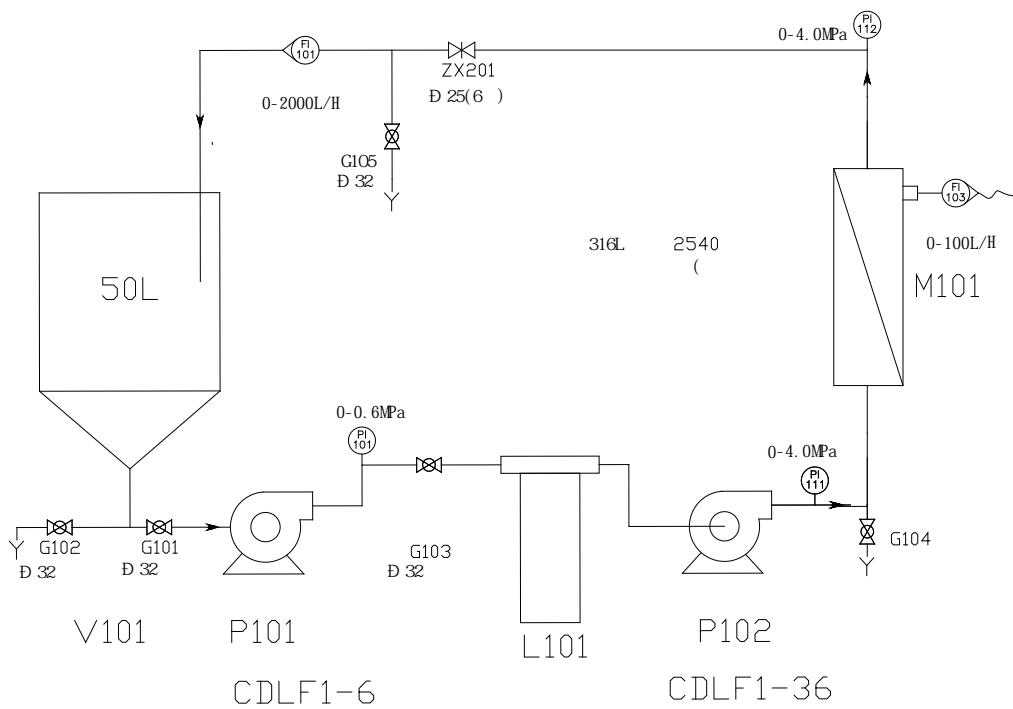 PI
112
0-4.0MPa
FI
101
ZX201
Đ 25(6 )
0-2000L/H
G105
Đ 32
FI
103
316L 2540
(
0-100L/H
50L
M101
0-0.6MPa
PI
101
0-4.0MPa
PI
111
G102
Đ 32
G101
Đ 32
G103
Đ 32
G104
V101
P101
L101
P102
CDLF1-6
CDLF1-36